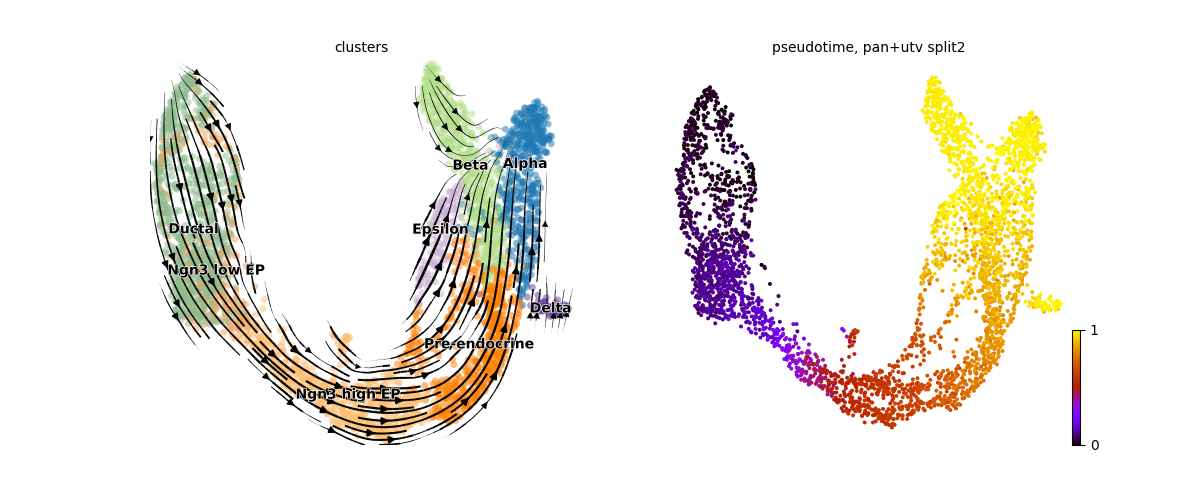 clusters
Beta
Alpha
Ductal
Epsilon
Ngn3 low EP
Delta
Pre-endocrine
Ngn3 high EP
pseudotime, pan+utv split2
1
0